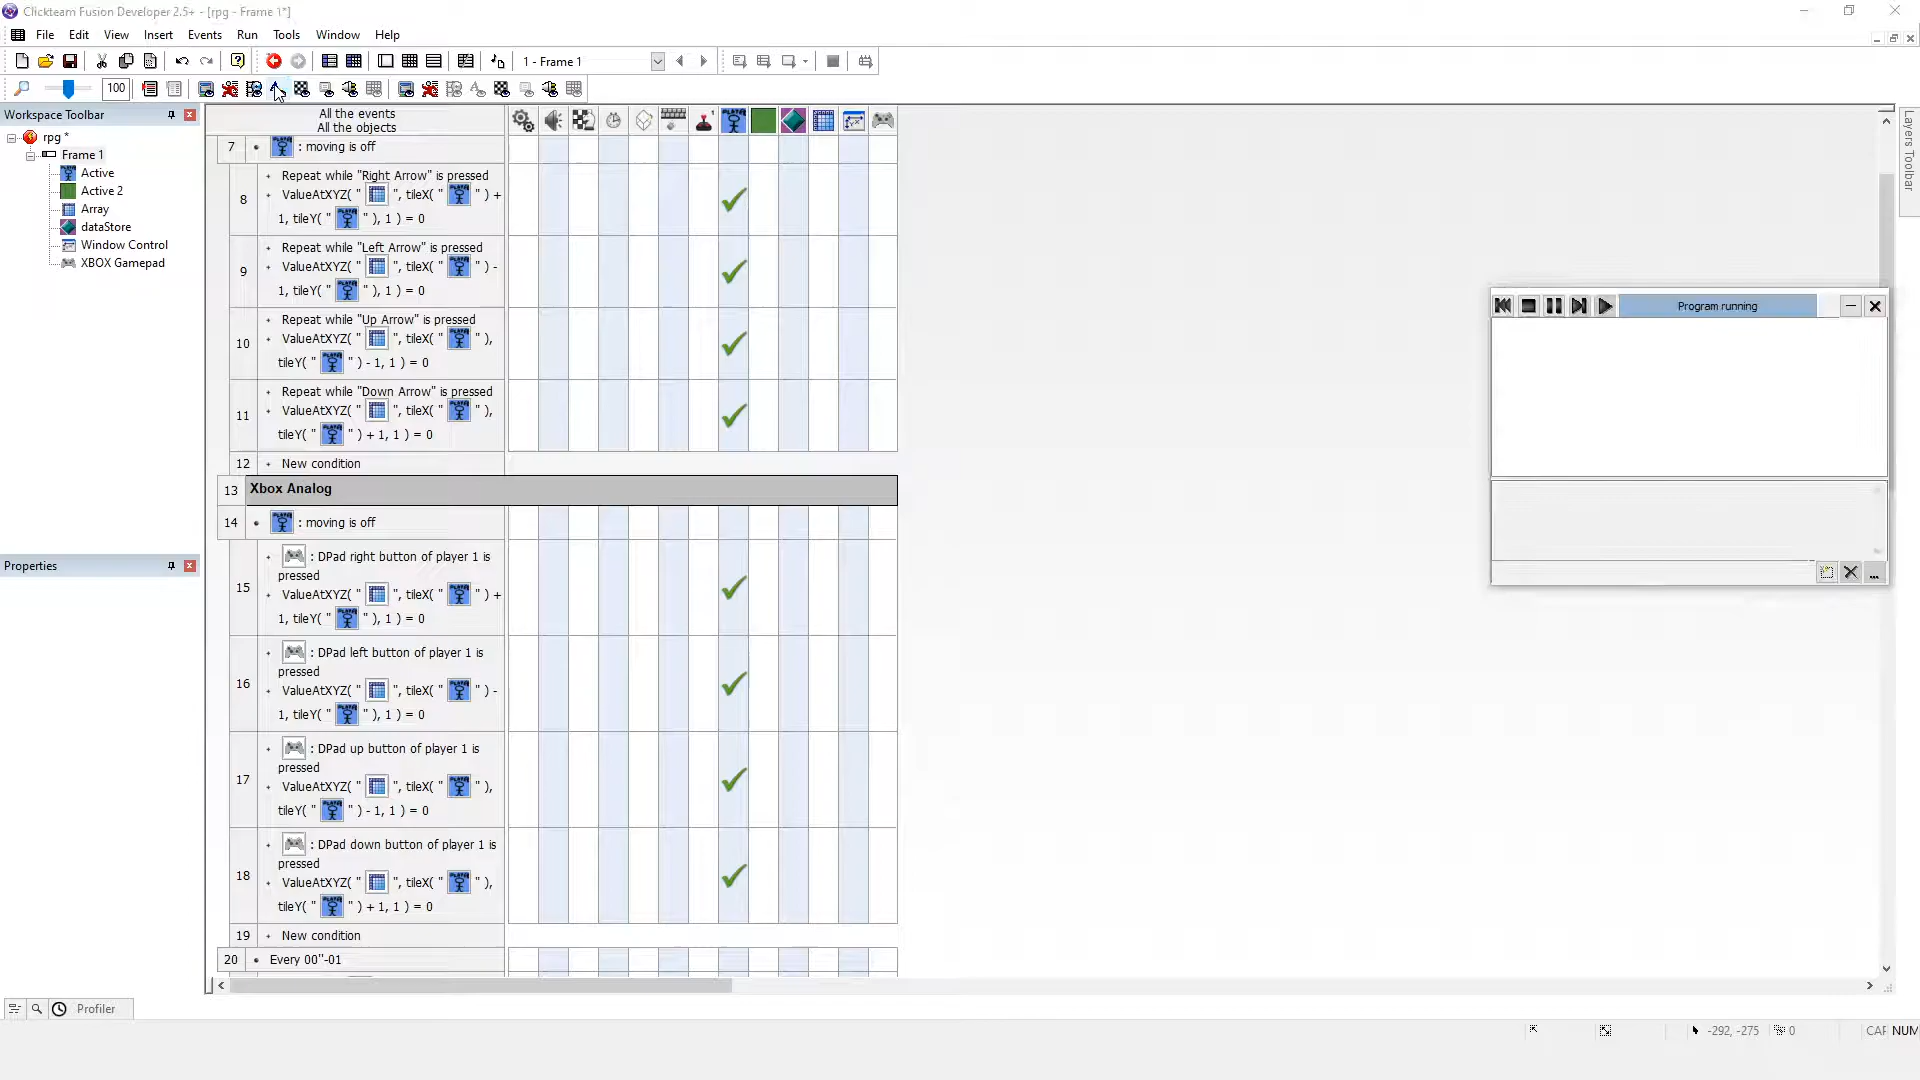 Clickteam Fusion Developer 2.5+ - [rpg - Frame 1*]
File Edit View Insert Events Run Tools Window Help
1 - Frame 1
100
Workspace Toolbar
rpg *
Frame 1
Active
Active 2
Array
dataStore
Window Control
XBOX Gamepad
Properties
All the events
All the objects
7 : moving is off
8 Repeat while "Right Arrow" is pressed
ValueAtXYZ( " ", tileX( " " ) +
1, tileY( " " ), 1 ) = 0
9 Repeat while "Left Arrow" is pressed
ValueAtXYZ( " ", tileX( " " ) -
1, tileY( " " ), 1 ) = 0
10 Repeat while "Up Arrow" is pressed
ValueAtXYZ( " ", tileX( " " ),
tileY( " " ) - 1, 1 ) = 0
11 Repeat while "Down Arrow" is pressed
ValueAtXYZ( " ", tileX( " " ),
tileY( " " ) + 1, 1 ) = 0
12 New condition
13 Xbox Analog
14 : moving is off
15 : DPad right button of player 1 is
pressed
ValueAtXYZ( " ", tileX( " " ) +
1, tileY( " " ), 1 ) = 0
16 : DPad left button of player 1 is
pressed
ValueAtXYZ( " ", tileX( " " ) -
1, tileY( " " ), 1 ) = 0
17 : DPad up button of player 1 is
pressed
ValueAtXYZ( " ", tileX( " " ),
tileY( " " ) - 1, 1 ) = 0
18 : DPad down button of player 1 is
pressed
ValueAtXYZ( " ", tileX( " " ),
tileY( " " ) + 1, 1 ) = 0
19 New condition
20 Every 00"-01
Program running
...
Layers Toolbar
Profiler
-292, -275
0
CAP NUM